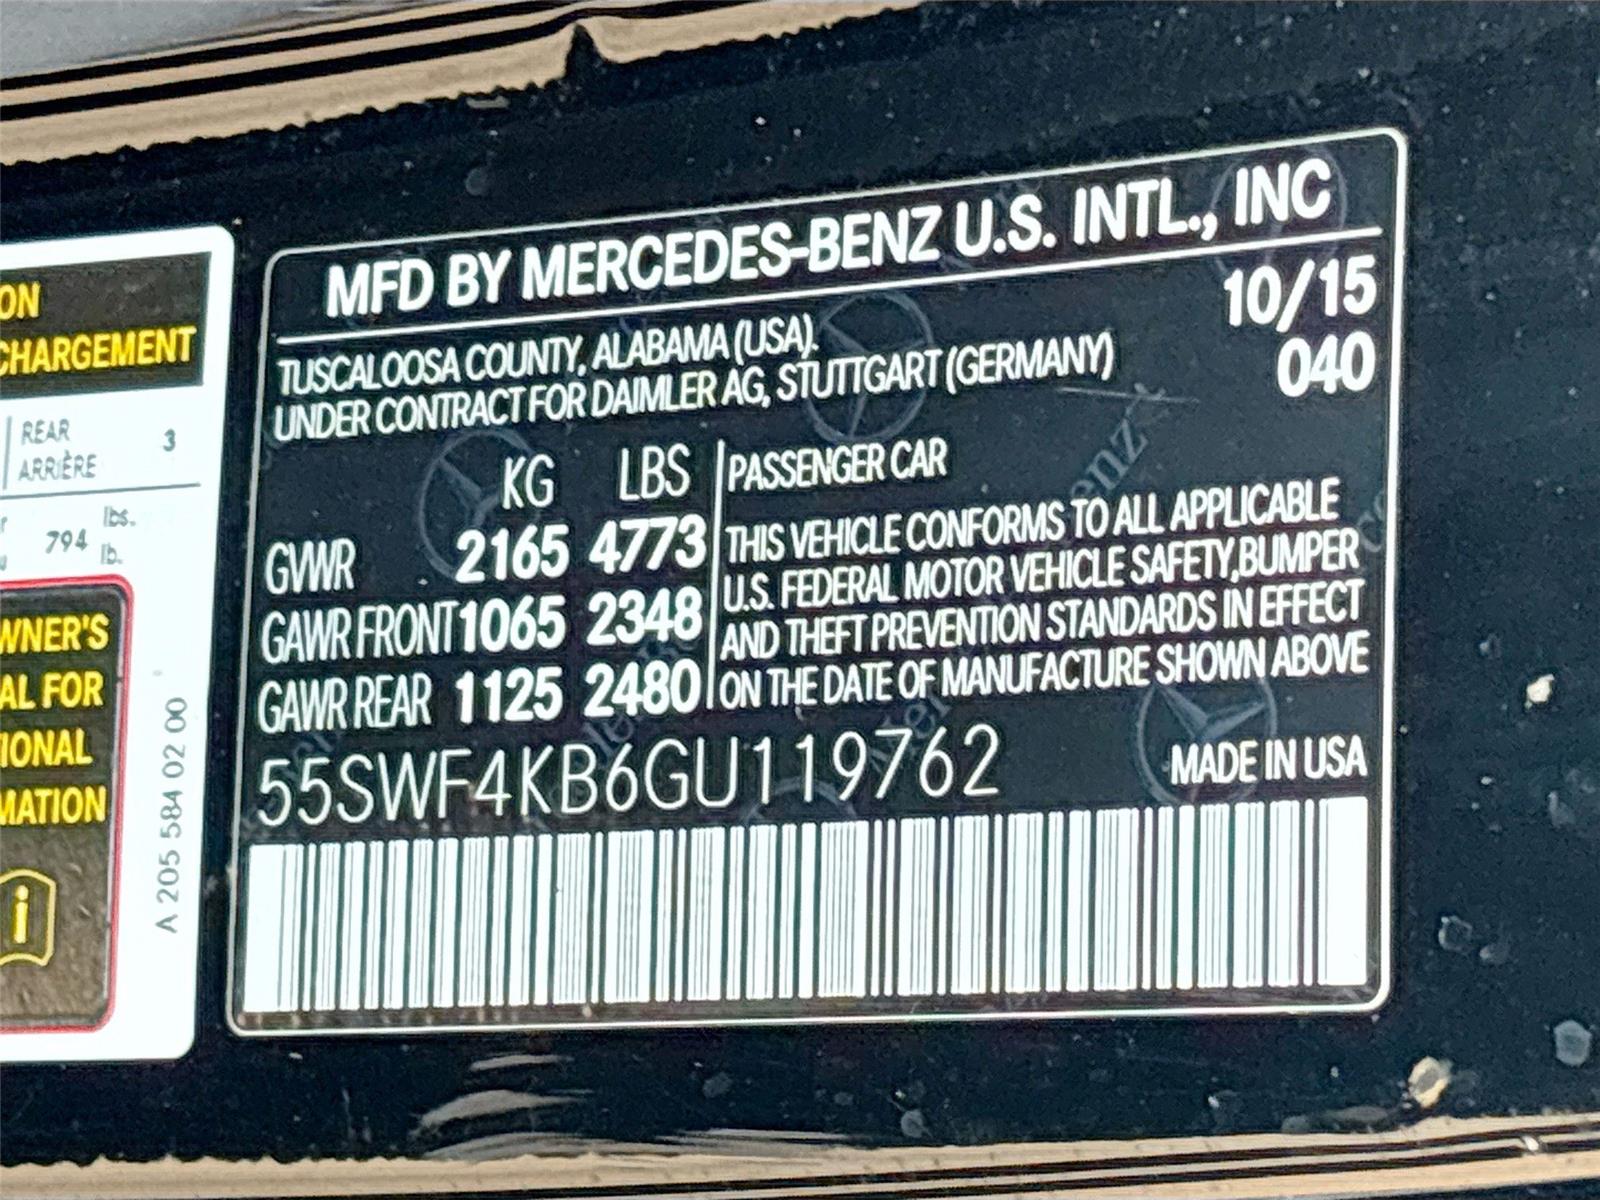 ON
CHARGEMENT
REAR
ARRIÈRE
3
794
lbs.
lb.
WNER'S
AL FOR
IONAL
MATION
i
A 205 584 02 00
MFD BY MERCEDES-BENZ U.S. INTL., INC
TUSCALOOSA COUNTY, ALABAMA (USA).
10/15
UNDER CONTRACT FOR DAIMLER AG, STUTTGART (GERMANY)
040
KG LBS
GVWR 2165 4773
GAWR FRONT 1065 2348
GAWR REAR 1125 2480
PASSENGER CAR
THIS VEHICLE CONFORMS TO ALL APPLICABLE
U.S. FEDERAL MOTOR VEHICLE SAFETY,BUMPER
AND THEFT PREVENTION STANDARDS IN EFFECT
ON THE DATE OF MANUFACTURE SHOWN ABOVE
55SWF4KB6GU119762
MADE IN USA